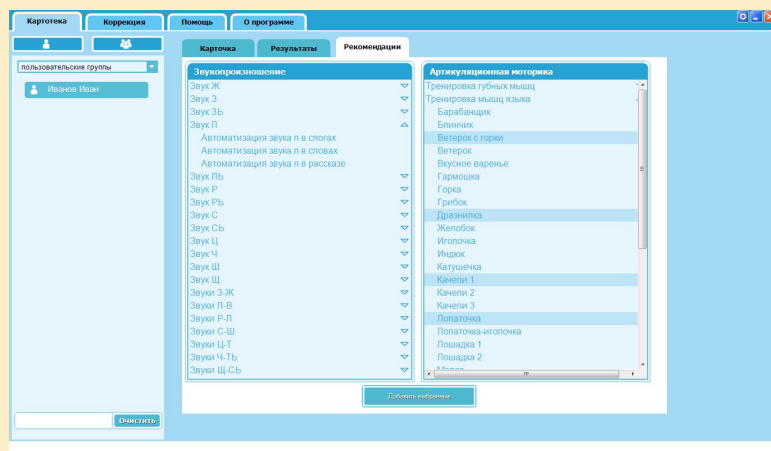 Картотека
Коррекция
Помощь
О программе
Карточка
Результаты
Рекомендации
пользовательские группы
Иванов Иван
Звукопроизношение
Звук Ж
Звук З
Звук ЗЬ
Звук Л
Автоматизация звука л в слогах
Автоматизация звука л в словах
Автоматизация звука л в рассказе
Звук ЛЬ
Звук Р
Звук РЬ
Звук С
Звук СЬ
Звук Ц
Звук Ч
Звук Ш
Звук Щ
Звуки З-Ж
Звуки Л-В
Звуки Р-Л
Звуки С-Ш
Звуки Ц-Т
Звуки Ч-ТЬ
Звуки Щ-СЬ
Артикуляционная моторика
Тренировка губных мышц
Тренировка мышц языка
Барабанщик
Блинчик
Ветерок с горки
Ветерок
Вкусное варенье
Гармошка
Горка
Грибок
Дразнилка
Желобок
Иголочка
Индюк
Катушечка
Качели 1
Качели 2
Качели 3
Лопаточка
Лопаточка-иголочка
Лошадка 1
Лошадка 2
Добавить выбранные
Очистить